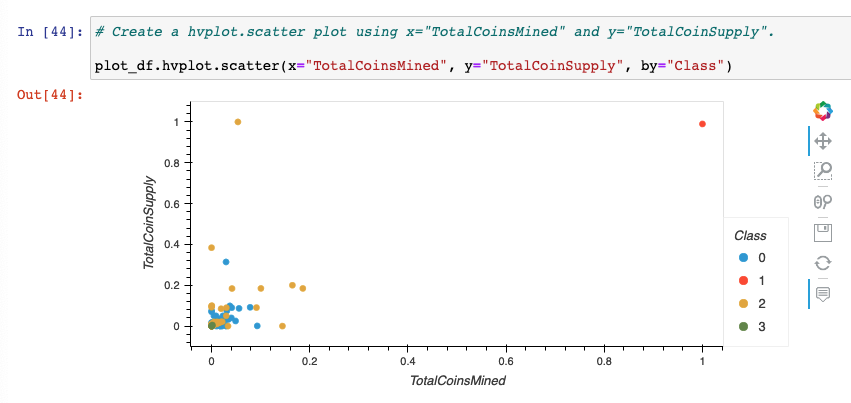 In [44]: # Create a hvplot.scatter plot using x="TotalCoinsMined" and y="TotalCoinSupply".
plot_df.hvplot.scatter(x="TotalCoinsMined", y="TotalCoinSupply", by="Class")
Out[44]:
TotalCoinSupply
1
0.8
0.6
0.4
0.2
0
0 0.2 0.4 0.6 0.8 1
TotalCoinsMined
Class
0
1
2
3